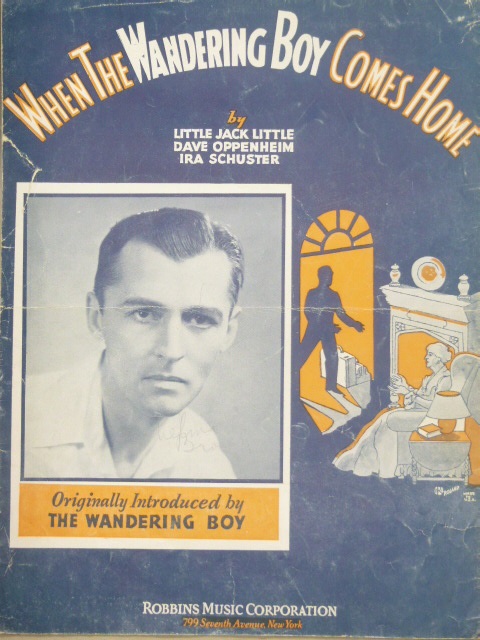 WHEN THE WANDERING BOY COMES HOME
by
LITTLE JACK LITTLE
DAVE OPPENHEIM
IRA SCHUSTER
Originally Introduced by
THE WANDERING BOY
ROBBINS MUSIC CORPORATION
799 Seventh Avenue, New York